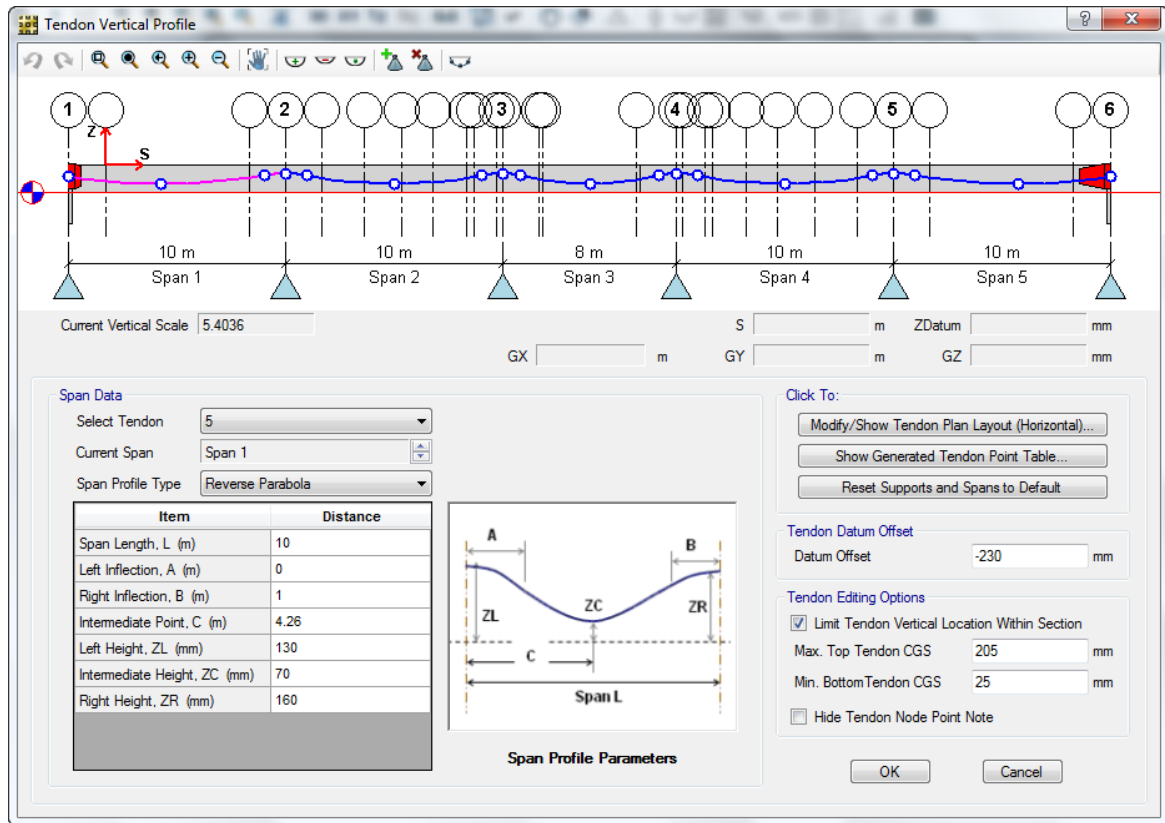 Tendon Vertical Profile
1 2 3 4 5 6
Z
S
10 m 10 m 8 m 10 m 10 m
Span 1 Span 2 Span 3 Span 4 Span 5
Current Vertical Scale 5.4036 S m ZDatum mm
GX m GY m GZ mm
Span Data
Select Tendon 5
Current Span Span 1
Span Profile Type Reverse Parabola
Item Distance
Span Length, L (m) 10
Left Inflection, A (m) 0
Right Inflection, B (m) 1
Intermediate Point, C (m) 4.26
Left Height, ZL (mm) 130
Intermediate Height, ZC (mm) 70
Right Height, ZR (mm) 160
A
B
ZL
ZC
ZR
C
Span L
Span Profile Parameters
Click To:
Modify/Show Tendon Plan Layout (Horizontal)...
Show Generated Tendon Point Table...
Reset Supports and Spans to Default
Tendon Datum Offset
Datum Offset -230 mm
Tendon Editing Options
Limit Tendon Vertical Location Within Section
Max. Top Tendon CGS 205 mm
Min. BottomTendon CGS 25 mm
Hide Tendon Node Point Note
OK Cancel